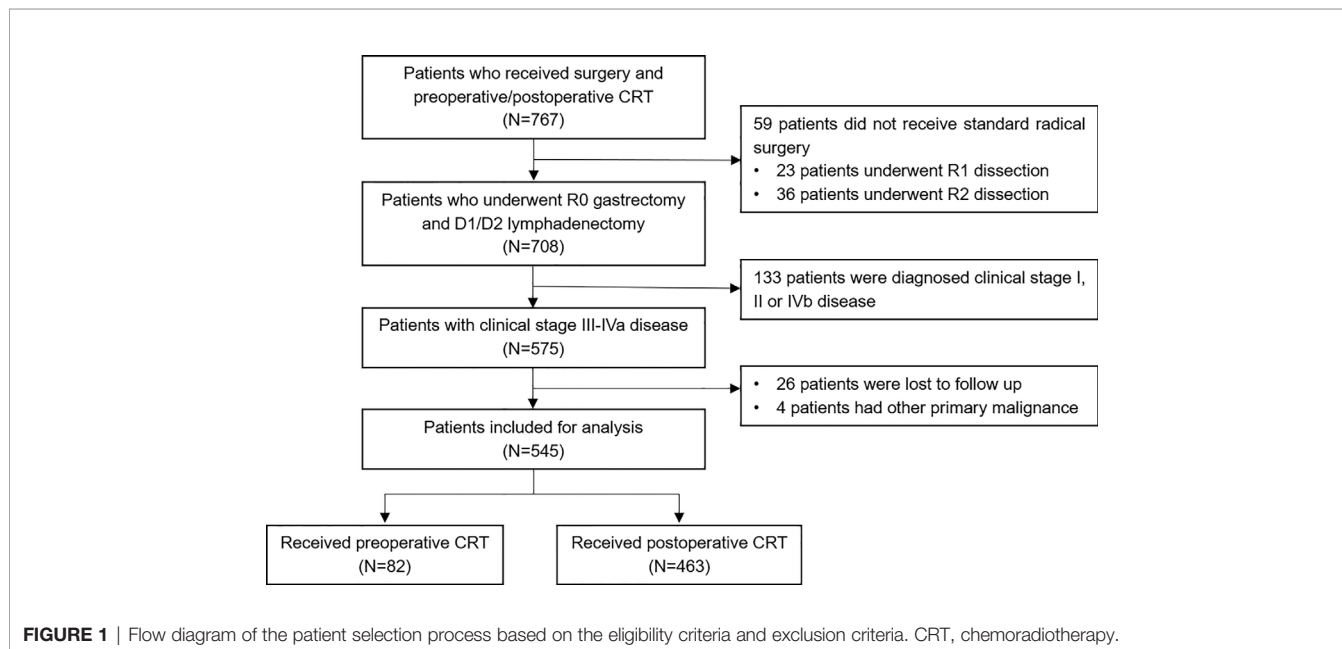 Patients who received surgery and
preoperative/postoperative CRT
(N=767)
59 patients did not receive standard radical
surgery
• 23 patients underwent R1 dissection
• 36 patients underwent R2 dissection
Patients who underwent R0 gastrectomy
and D1/D2 lymphadenectomy
(N=708)
133 patients were diagnosed clinical stage I,
II or IVb disease
Patients with clinical stage III-IVa disease
(N=575)
• 26 patients were lost to follow up
• 4 patients had other primary malignance
Patients included for analysis
(N=545)
Received preoperative CRT
(N=82)
Received postoperative CRT
(N=463)
FIGURE 1 | Flow diagram of the patient selection process based on the eligibility criteria and exclusion criteria. CRT, chemoradiotherapy.